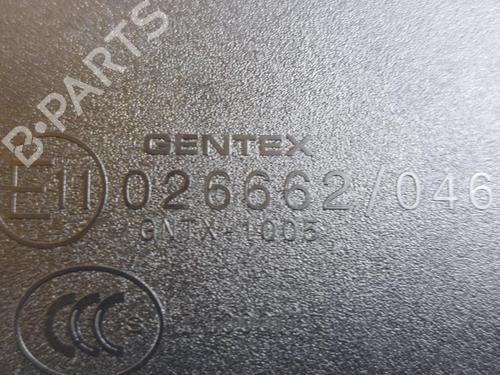 B-PARTS
GENTEX
E11 026662/046
GNTX-1005
CCC S